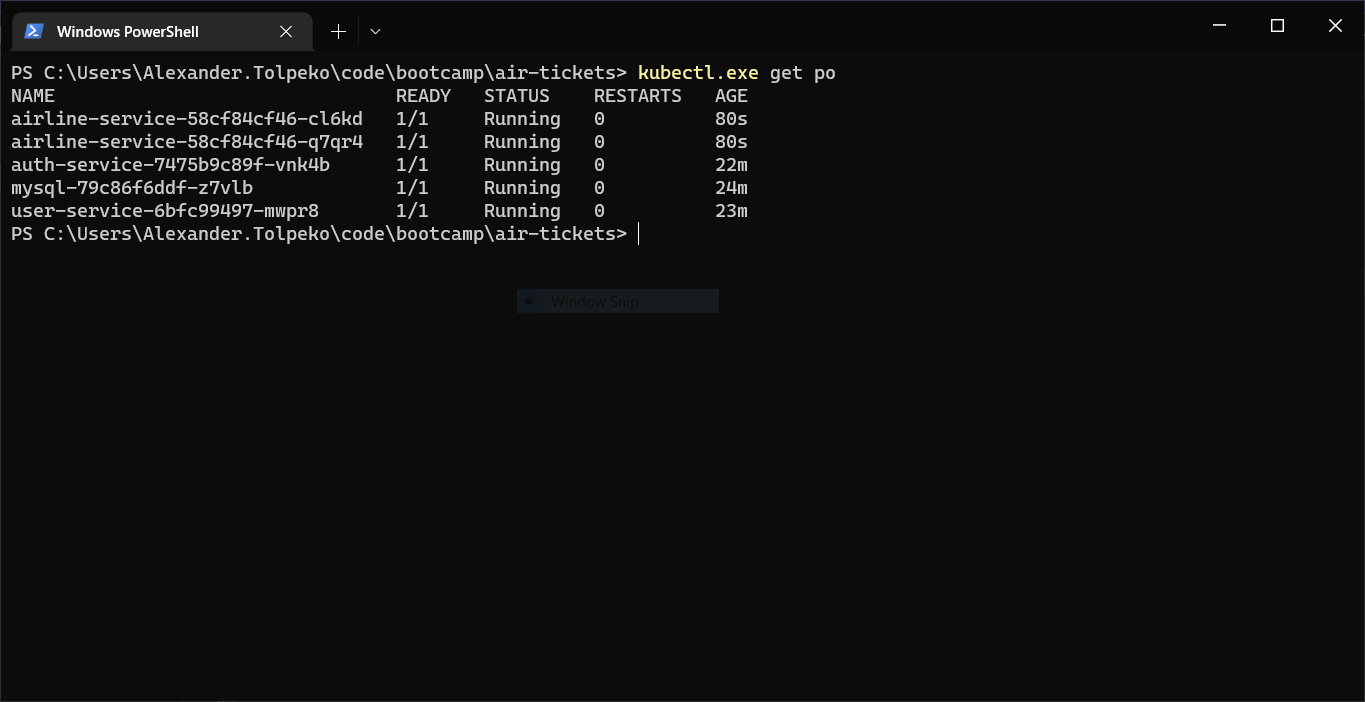 Windows PowerShell
PS C:\Users\Alexander.Tolpeko\code\bootcamp\air-tickets> kubectl.exe get po
NAME READY STATUS RESTARTS AGE
airline-service-58cf84cf46-cl6kd 1/1 Running 0 80s
airline-service-58cf84cf46-q7qr4 1/1 Running 0 80s
auth-service-7475b9c89f-vnk4b 1/1 Running 0 22m
mysql-79c86f6ddf-z7vlb 1/1 Running 0 24m
user-service-6bfc99497-mwpr8 1/1 Running 0 23m
PS C:\Users\Alexander.Tolpeko\code\bootcamp\air-tickets>
Window Snip